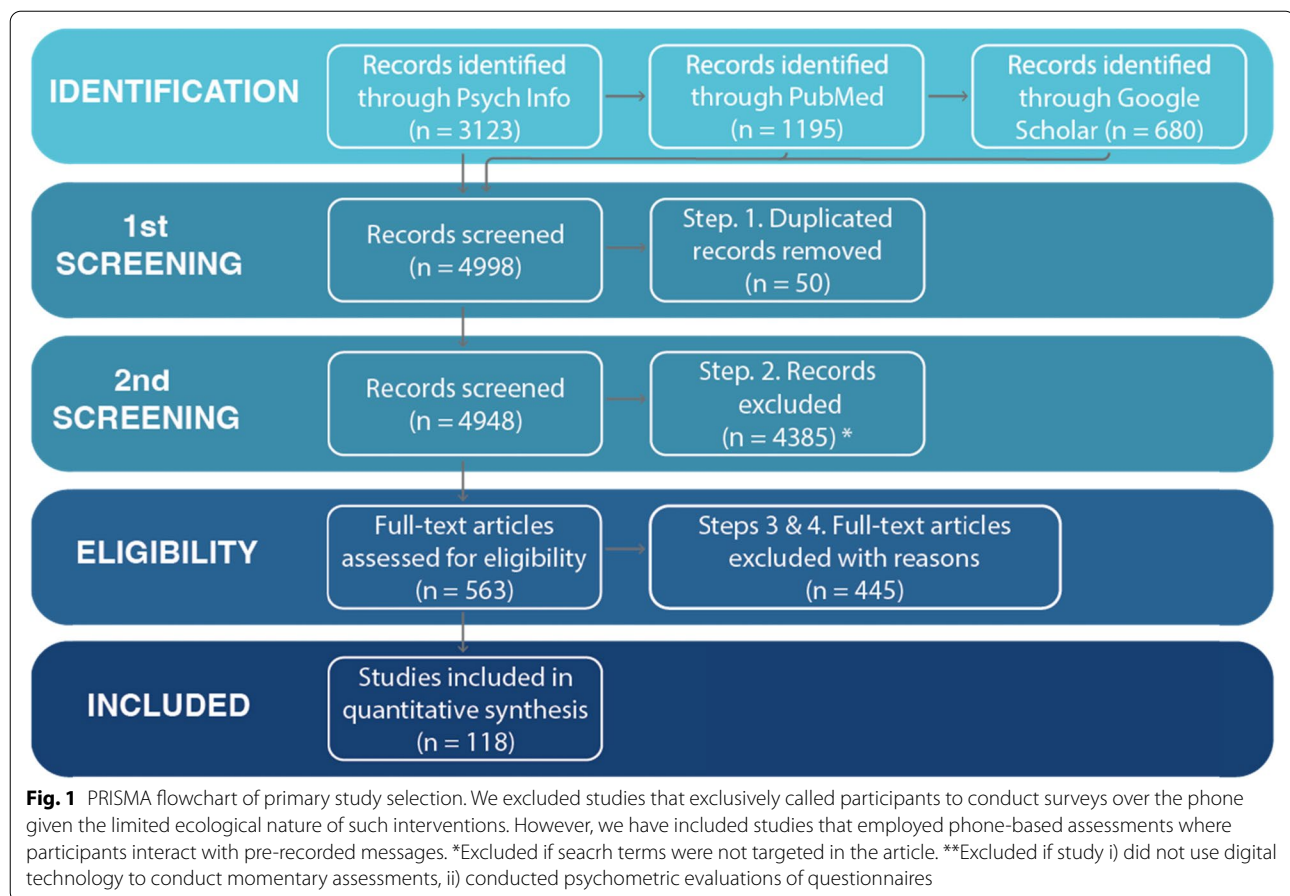 IDENTIFICATION
Records identified
through Psych Info
(n = 3123)
Records identified
through PubMed
(n = 1195)
Records identified
through Google
Scholar (n = 680)
1st
SCREENING
Records screened
(n = 4998)
Step. 1. Duplicated
records removed
(n = 50)
2nd
SCREENING
Records screened
(n = 4948)
Step. 2. Records
excluded
(n = 4385) *
ELIGIBILITY
Full-text articles
assessed for eligibility
(n = 563)
Steps 3 & 4. Full-text articles
excluded with reasons
(n = 445)
INCLUDED
Studies included in
quantitative synthesis
(n = 118)
Fig. 1 PRISMA flowchart of primary study selection. We excluded studies that exclusively called participants to conduct surveys over the phone
given the limited ecological nature of such interventions. However, we have included studies that employed phone-based assessments where
participants interact with pre-recorded messages. *Excluded if seacrh terms were not targeted in the article. **Excluded if study i) did not use digital
technology to conduct momentary assessments, ii) conducted psychometric evaluations of questionnaires